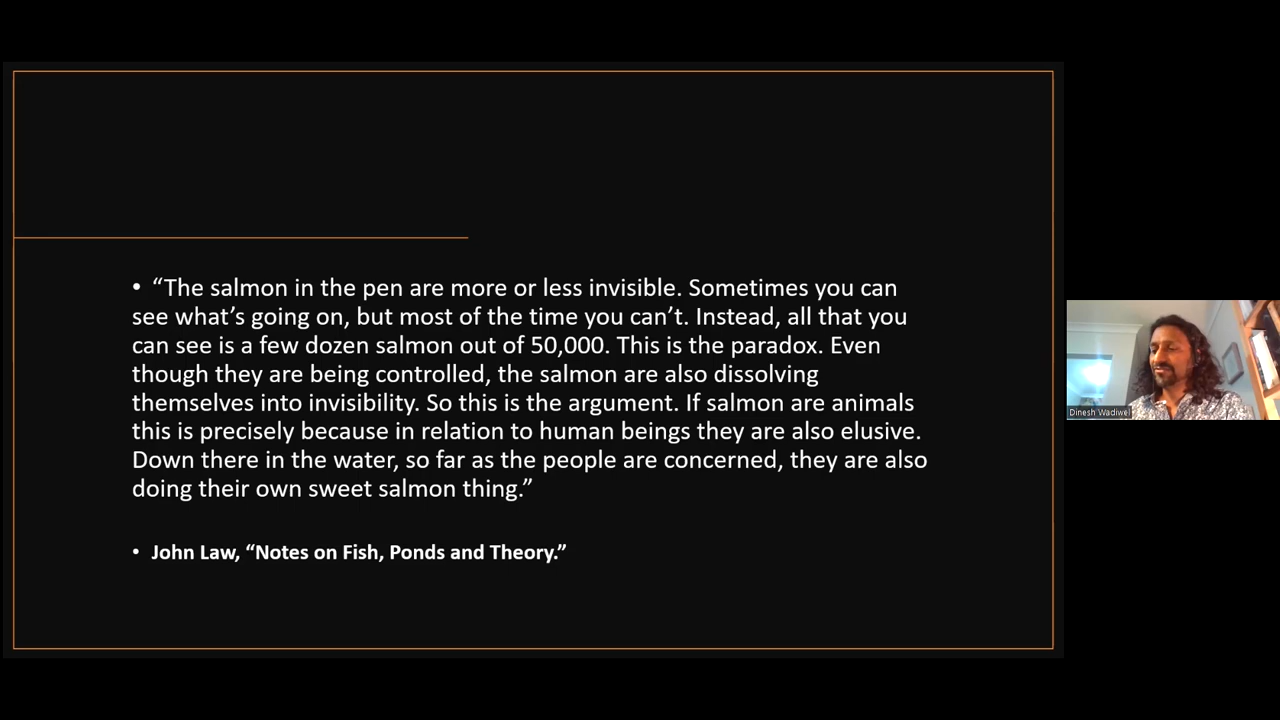 • “The salmon in the pen are more or less invisible. Sometimes you can
see what’s going on, but most of the time you can’t. Instead, all that you
can see is a few dozen salmon out of 50,000. This is the paradox. Even
though they are being controlled, the salmon are also dissolving
themselves into invisibility. So this is the argument. If salmon are animals
this is precisely because in relation to human beings they are also elusive.
Down there in the water, so far as the people are concerned, they are also
doing their own sweet salmon thing.”
• John Law, “Notes on Fish, Ponds and Theory.”
Dinesh Wadiwel